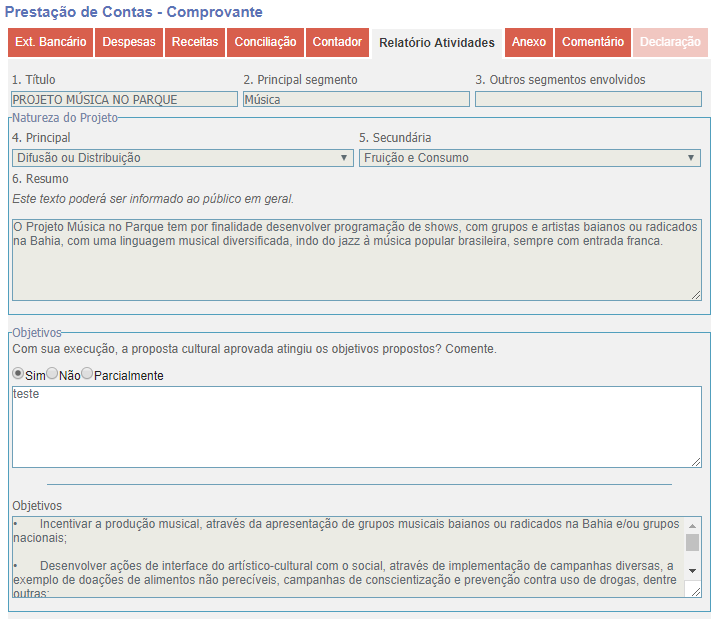 Prestação de Contas - Comprovante
Ext. Bancário Despesas Receitas Conciliação Contador Relatório Atividades Anexo Comentário Declaração
1. Título 2. Principal segmento 3. Outros segmentos envolvidos
PROJETO MÚSICA NO PARQUE Música
Natureza do Projeto
4. Principal 5. Secundária
Difusão ou Distribuição Fruição e Consumo
6. Resumo
Este texto poderá ser informado ao público em geral.
O Projeto Música no Parque tem por finalidade desenvolver programação de shows, com grupos e artistas baianos ou radicados
na Bahia, com uma linguagem musical diversificada, indo do jazz à música popular brasileira, sempre com entrada franca.
Objetivos
Com sua execução, a proposta cultural aprovada atingiu os objetivos propostos? Comente.
Sim Não Parcialmente
teste
Objetivos
• Incentivar a produção musical, através da apresentação de grupos musicais baianos ou radicados na Bahia e/ou grupos
nacionais;
• Desenvolver ações de interface do artístico-cultural com o social, através de implementação de campanhas diversas, a
exemplo de doações de alimentos não perecíveis, campanhas de conscientização e prevenção contra uso de drogas, dentre
outras;